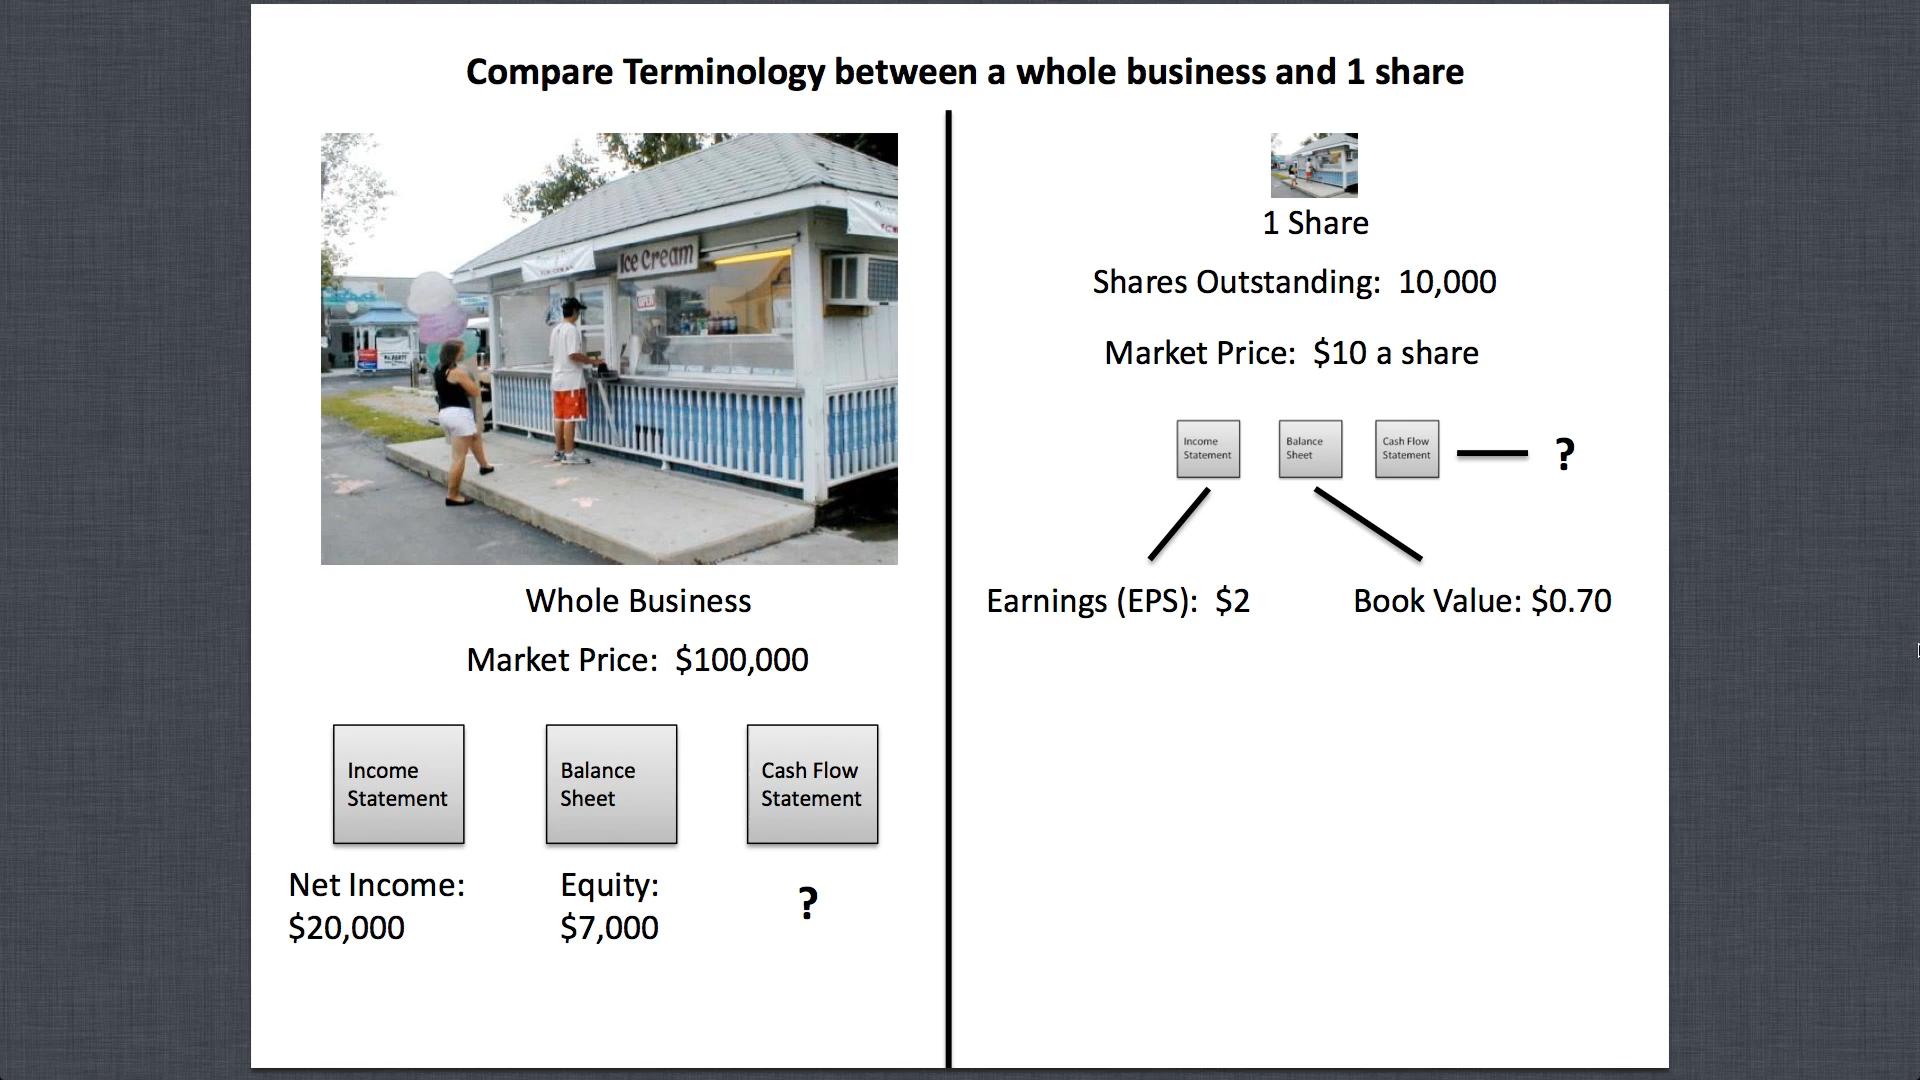 Compare Terminology between a whole business and 1 share
Ice Cream
OPEN
Whole Business
Market Price: $100,000
Income
Statement
Balance
Sheet
Cash Flow
Statement
Net Income:
$20,000
Equity:
$7,000
?
1 Share
Shares Outstanding: 10,000
Market Price: $10 a share
Income
Statement
Balance
Sheet
Cash Flow
Statement
?
Earnings (EPS): $2
Book Value: $0.70